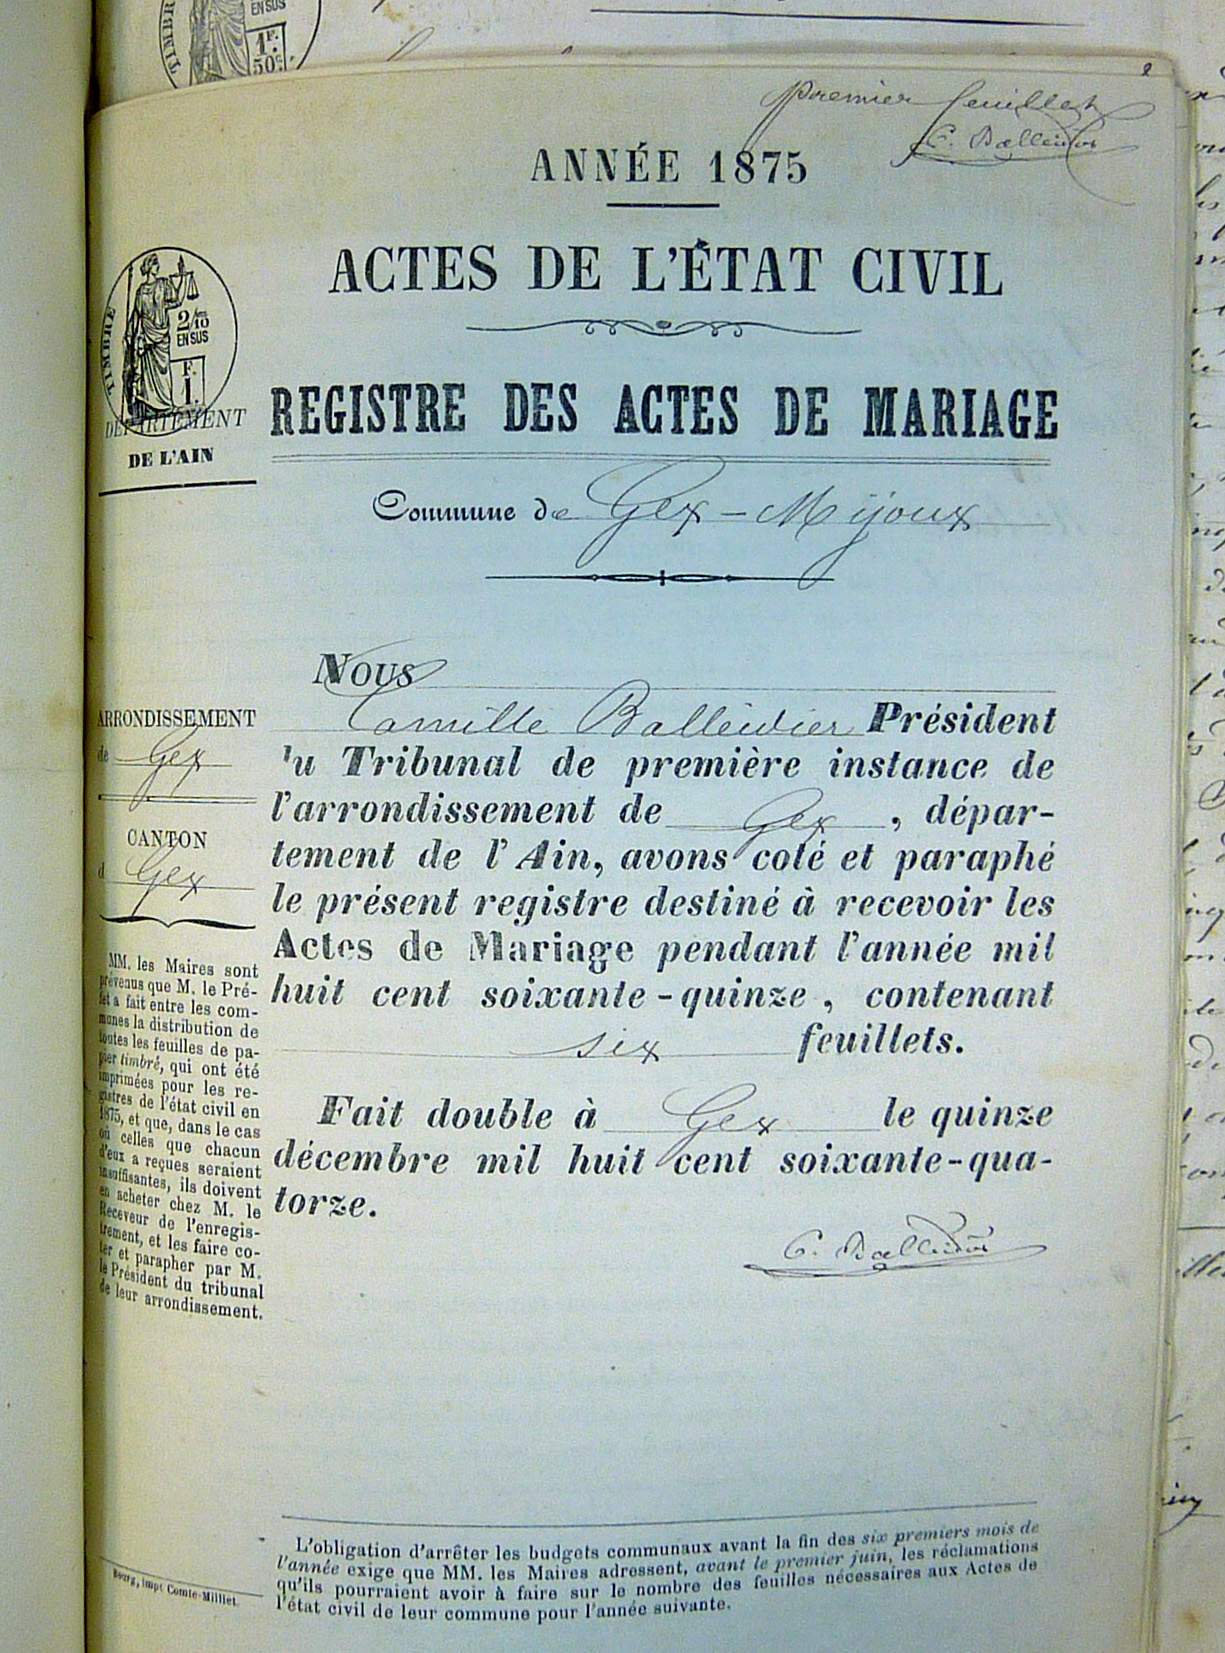 EN SUS
1F.
50c.
TIMBR
premier feuillet
C. Balleidier
ANNÉE 1875
ACTES DE L'ÉTAT CIVIL
TIMBRE
2/10
EN SUS
F.
1.
DÉPARTEMENT
DE L'AIN
REGISTRE DES ACTES DE MARIAGE
Commune de Gex-Mijoux
Nous
Camille Balleidier Président
'u Tribunal de première instance de
l'arrondissement de Gex, dépar-
tement de l'Ain, avons coté et paraphé
le présent registre destiné à recevoir les
Actes de Mariage pendant l'année mil
huit cent soixante-quinze, contenant
six feuillets.
Fait double à Gex le quinze
décembre mil huit cent soixante-qua-
torze.
C. Balleidier
ARRONDISSEMENT
de Gex
CANTON
d Gex
MM. les Maires sont
prévenus que M. le Pré-
fet a fait entre les com-
munes la distribution de
toutes les feuilles de pa-
pier timbré, qui ont été
imprimées pour les re-
gistres de l'état civil en
1875, et que, dans le cas
où celles que chacun
d'eux a reçues seraient
insuffisantes, ils doivent
en acheter chez M. le
Receveur de l'enregis-
trement, et les faire co-
ter et parapher par M.
le Président du tribunal
de leur arrondissement.
Bourg, impr Comte-Milliet.
L'obligation d'arrêter les budgets communaux avant la fin des six premiers mois de
l'année exige que MM. les Maires adressent, avant le premier juin, les réclamations
qu'ils pourraient avoir à faire sur le nombre des feuilles nécessaires aux Actes de
l'état civil de leur commune pour l'année suivante.